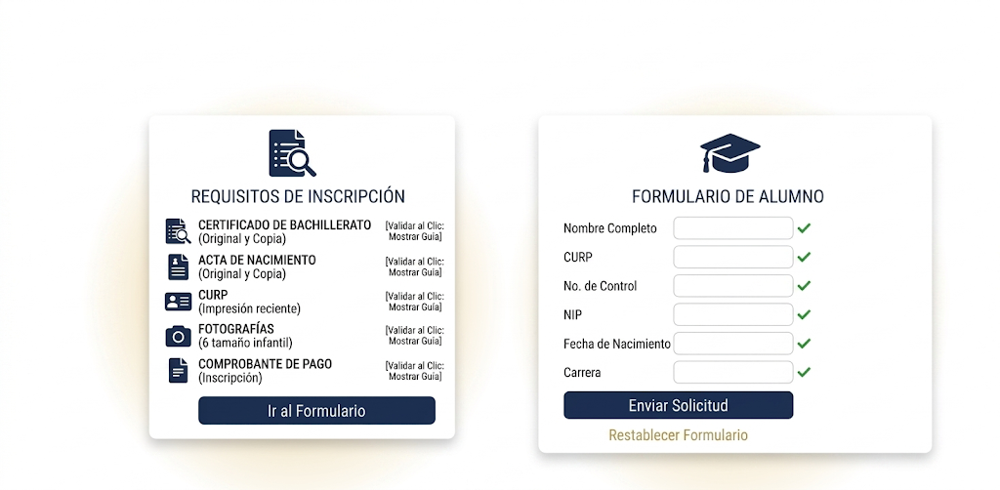 REQUISITOS DE INSCRIPCIÓN
CERTIFICADO DE BACHILLERATO
(Original y Copia)
[Validar al Clic:
Mostrar Guía]
ACTA DE NACIMIENTO
(Original y Copia)
[Validar al Clic:
Mostrar Guía]
CURP
(Impresión reciente)
[Validar al Clic:
Mostrar Guía]
FOTOGRAFÍAS
(6 tamaño infantil)
[Validar al Clic:
Mostrar Guía]
COMPROBANTE DE PAGO
(Inscripción)
[Validar al Clic:
Mostrar Guía]
Ir al Formulario
FORMULARIO DE ALUMNO
Nombre Completo
CURP
No. de Control
NIP
Fecha de Nacimiento
Carrera
Enviar Solicitud
Restablecer Formulario